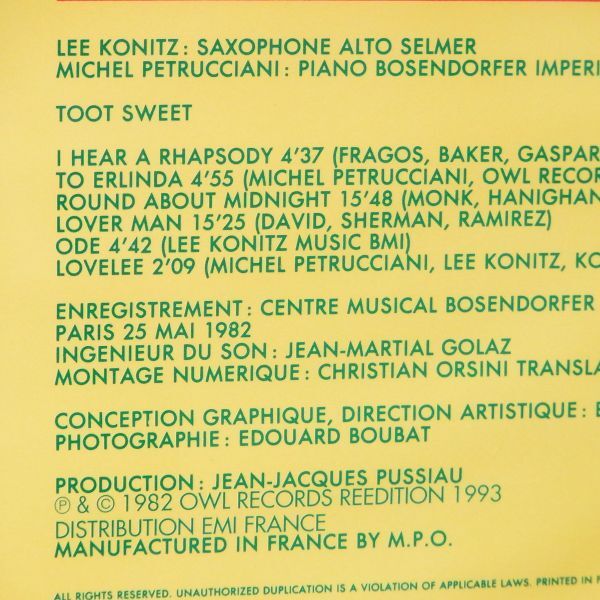 LEE KONITZ: SAXOPHONE ALTO SELMER
MICHEL PETRUCCIANI: PIANO BOSENDORFER IMPERI
TOOT SWEET
I HEAR A RHAPSODY 4'37 (FRAGOS, BAKER, GASPAR
TO ERLINDA 4'55 (MICHEL PETRUCCIANI, OWL RECOR
ROUND ABOUT MIDNIGHT 15'48 (MONK, HANIGHAN
LOVER MAN 15'25 (DAVID, SHERMAN, RAMIREZ)
ODE 4'42 (LEE KONITZ MUSIC BMI)
LOVELEE 2'09 (MICHEL PETRUCCIANI, LEE KONITZ, KO
ENREGISTREMENT: CENTRE MUSICAL BOSENDORFER
PARIS 25 MAI 1982
INGENIEUR DU SON: JEAN-MARTIAL GOLAZ
MONTAGE NUMERIQUE: CHRISTIAN ORSINI TRANSLA
CONCEPTION GRAPHIQUE, DIRECTION ARTISTIQUE:
PHOTOGRAPHIE: EDOUARD BOUBAT
PRODUCTION: JEAN-JACQUES PUSSIAU
℗ & © 1982 OWL RECORDS REEDITION 1993
DISTRIBUTION EMI FRANCE
MANUFACTURED IN FRANCE BY M.P.O.
ALL RIGHTS RESERVED. UNAUTHORIZED DUPLICATION IS A VIOLATION OF APPLICABLE LAWS. PRINTED IN